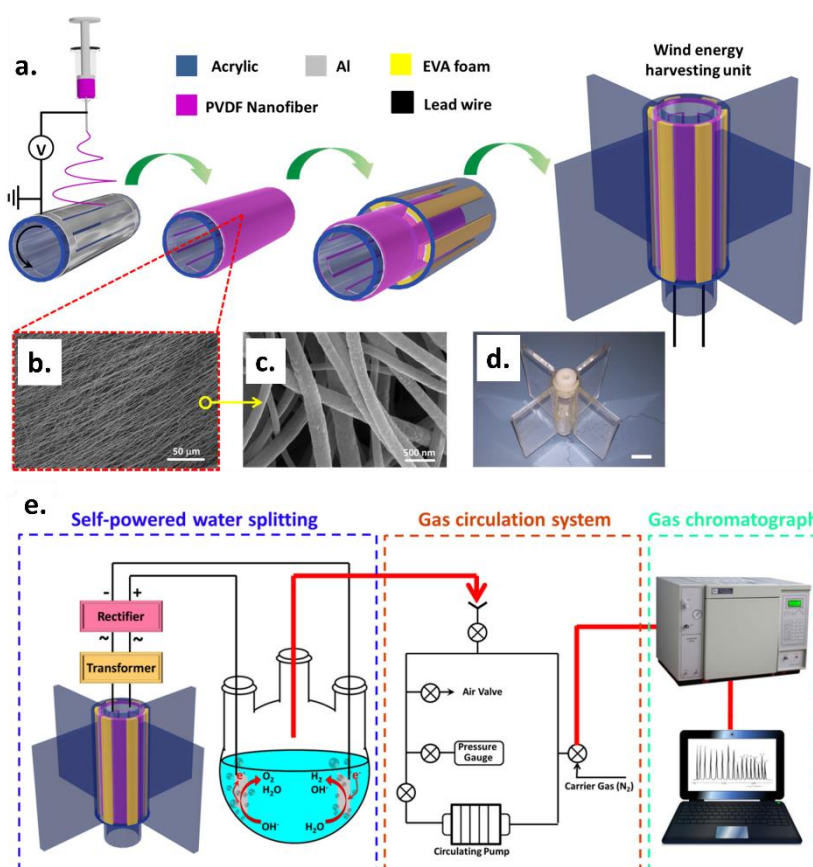 a.
Acrylic
Al
EVA foam
PVDF Nanofiber
Lead wire
Wind energy
harvesting unit
V
b.
50 μm
c.
500 nm
d.
e.
Self-powered water splitting
Gas circulation system
Gas chromatograph
- +
Rectifier
~ ~
Transformer
Air Valve
Pressure
Gauge
Carrier Gas (N₂)
Circulating Pump
e⁻ O₂ H₂ e⁻
H₂O OH⁻
OH⁻ H₂O